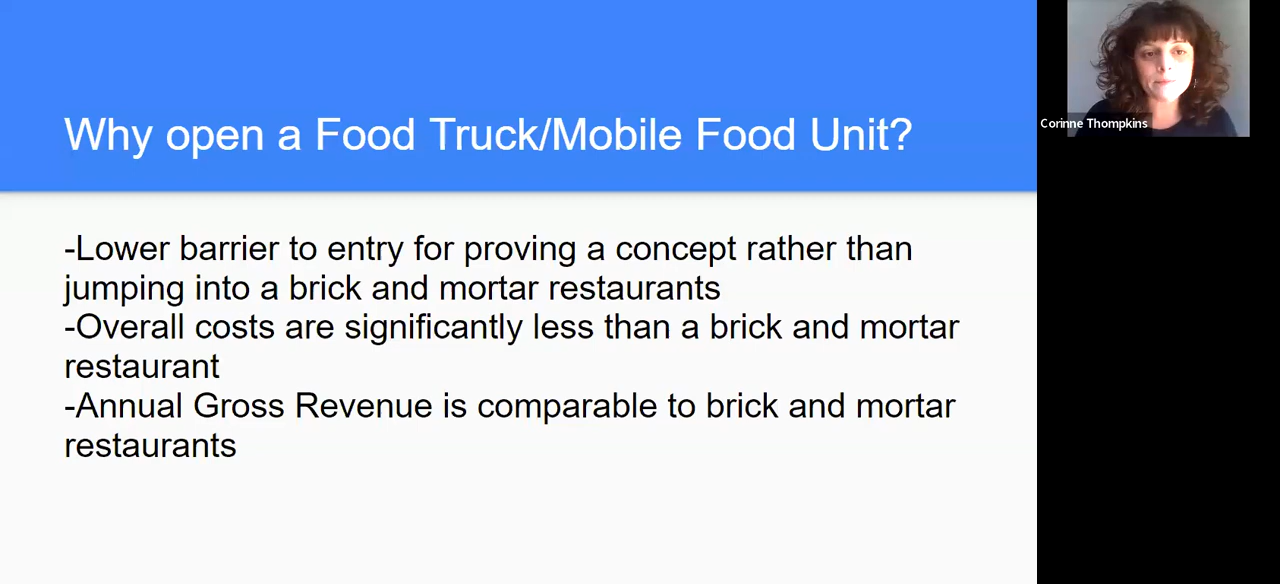 Why open a Food Truck/Mobile Food Unit?
Corinne Thompkins
-Lower barrier to entry for proving a concept rather than
jumping into a brick and mortar restaurants
-Overall costs are significantly less than a brick and mortar
restaurant
-Annual Gross Revenue is comparable to brick and mortar
restaurants